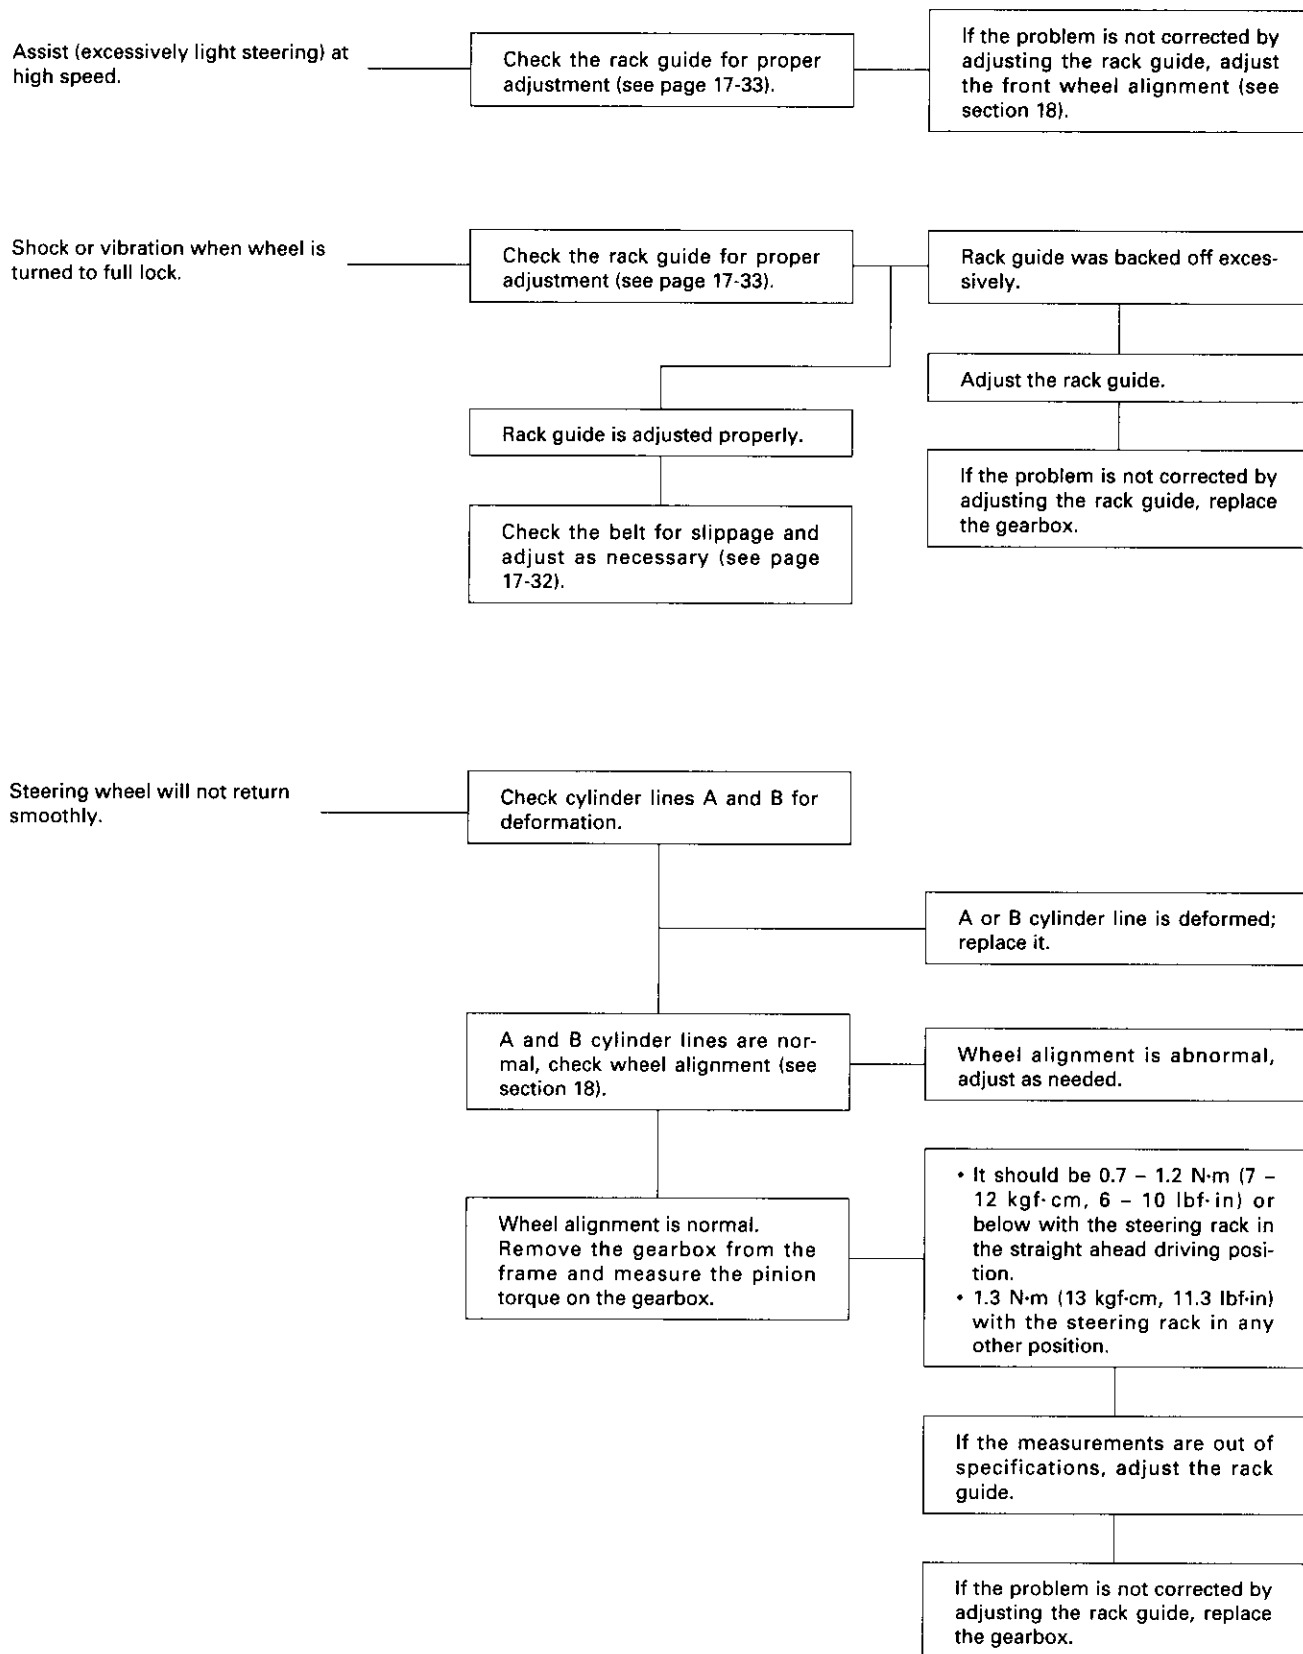 Assist (excessively light steering) at
high speed.
Check the rack guide for proper
adjustment (see page 17-33).
If the problem is not corrected by
adjusting the rack guide, adjust
the front wheel alignment (see
section 18).
Shock or vibration when wheel is
turned to full lock.
Check the rack guide for proper
adjustment (see page 17-33).
Rack guide was backed off exces-
sively.
Adjust the rack guide.
Rack guide is adjusted properly.
If the problem is not corrected by
adjusting the rack guide, replace
the gearbox.
Check the belt for slippage and
adjust as necessary (see page
17-32).
Steering wheel will not return
smoothly.
Check cylinder lines A and B for
deformation.
A or B cylinder line is deformed;
replace it.
A and B cylinder lines are nor-
mal, check wheel alignment (see
section 18).
Wheel alignment is abnormal,
adjust as needed.
Wheel alignment is normal.
Remove the gearbox from the
frame and measure the pinion
torque on the gearbox.
• It should be 0.7 – 1.2 N·m (7 –
12 kgf·cm, 6 – 10 lbf·in) or
below with the steering rack in
the straight ahead driving posi-
tion.
• 1.3 N·m (13 kgf·cm, 11.3 lbf·in)
with the steering rack in any
other position.
If the measurements are out of
specifications, adjust the rack
guide.
If the problem is not corrected by
adjusting the rack guide, replace
the gearbox.